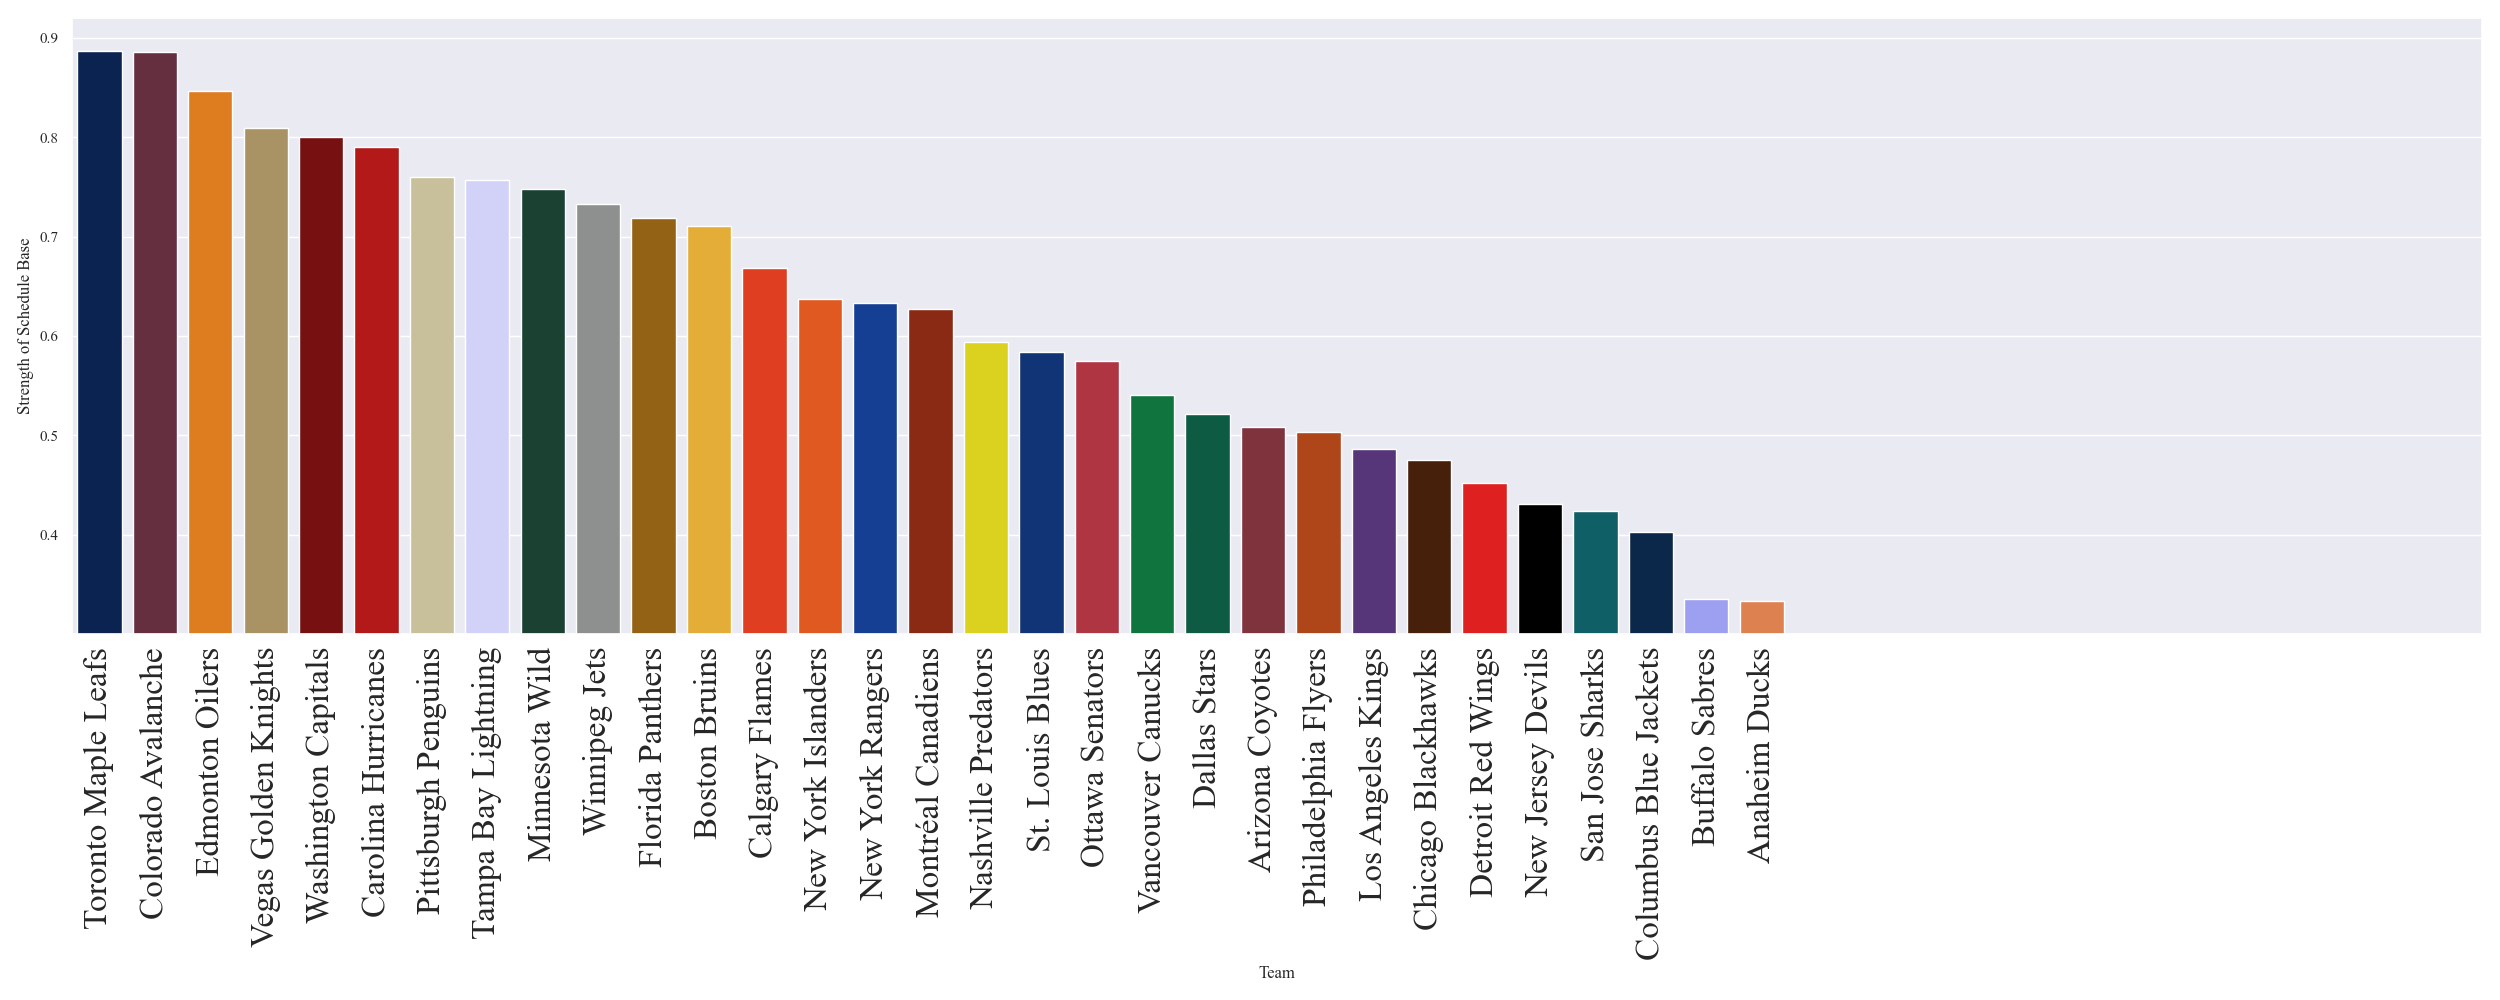 0.9
0.8
0.7
0.6
0.5
0.4
Strength of Schedule Base
Toronto Maple Leafs
Colorado Avalanche
Edmonton Oilers
Vegas Golden Knights
Washington Capitals
Carolina Hurricanes
Pittsburgh Penguins
Tampa Bay Lightning
Minnesota Wild
Winnipeg Jets
Florida Panthers
Boston Bruins
Calgary Flames
New York Islanders
New York Rangers
Montréal Canadiens
Nashville Predators
St. Louis Blues
Ottawa Senators
Vancouver Canucks
Dallas Stars
Arizona Coyotes
Philadelphia Flyers
Los Angeles Kings
Chicago Blackhawks
Detroit Red Wings
New Jersey Devils
San Jose Sharks
Columbus Blue Jackets
Buffalo Sabres
Anaheim Ducks
Team